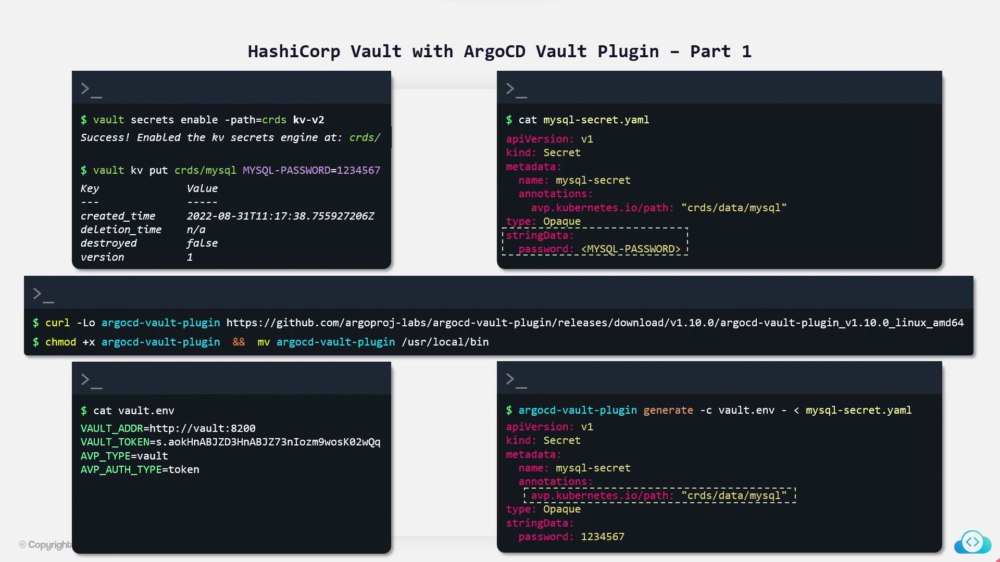 HashiCorp Vault with ArgoCD Vault Plugin – Part 1
>_
$ vault secrets enable -path=crds kv-v2
Success! Enabled the kv secrets engine at: crds/
$ vault kv put crds/mysql MYSQL-PASSWORD=1234567
Key Value
--- -----
created_time 2022-08-31T11:17:38.755927206Z
deletion_time n/a
destroyed false
version 1
>_
$ cat mysql-secret.yaml
apiVersion: v1
kind: Secret
metadata:
  name: mysql-secret
  annotations:
    avp.kubernetes.io/path: "crds/data/mysql"
type: Opaque
stringData:
  password: <MYSQL-PASSWORD>
>_
$ curl -Lo argocd-vault-plugin https://github.com/argoproj-labs/argocd-vault-plugin/releases/download/v1.10.0/argocd-vault-plugin_v1.10.0_linux_amd64
$ chmod +x argocd-vault-plugin && mv argocd-vault-plugin /usr/local/bin
>_
$ cat vault.env
VAULT_ADDR=http://vault:8200
VAULT_TOKEN=s.aokHnABJZD3HnABJZ73nIozm9wosK02wQq
AVP_TYPE=vault
AVP_AUTH_TYPE=token
>_
$ argocd-vault-plugin generate -c vault.env - < mysql-secret.yaml
apiVersion: v1
kind: Secret
metadata:
  name: mysql-secret
  annotations:
    avp.kubernetes.io/path: "crds/data/mysql"
type: Opaque
stringData:
  password: 1234567
© Copyright